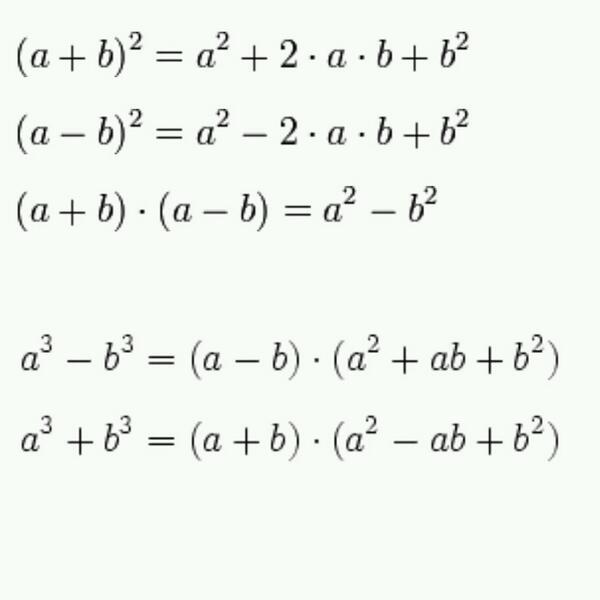 (a + b)² = a² + 2 · a · b + b²
(a − b)² = a² − 2 · a · b + b²
(a + b) · (a − b) = a² − b²
a³ − b³ = (a − b) · (a² + ab + b²)
a³ + b³ = (a + b) · (a² − ab + b²)